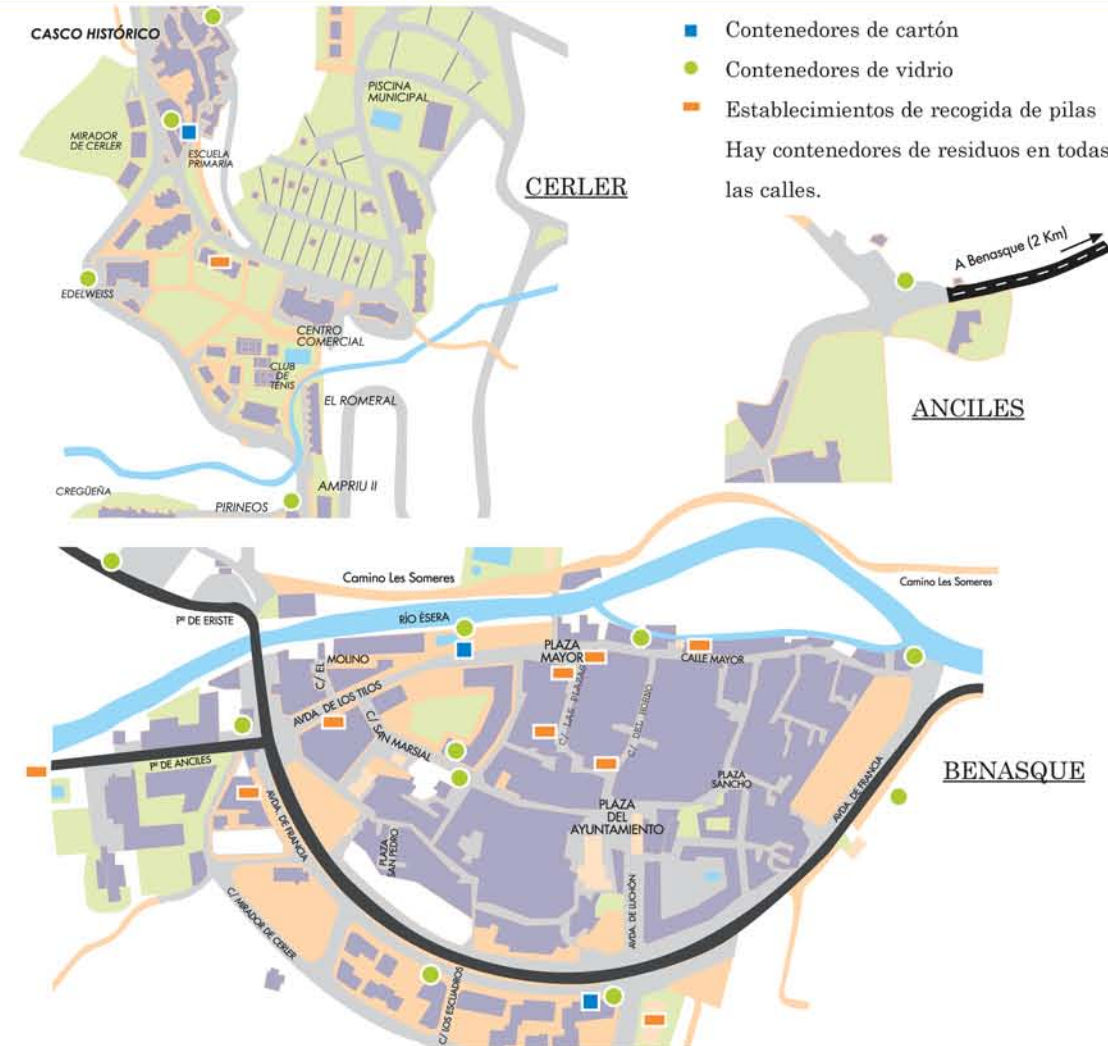 CASCO HISTÓRICO
MIRADOR
DE CERLER
ESCUELA
PRIMARIA
PISCINA
MUNICIPAL
CERLER
EDELWEISS
CENTRO
COMERCIAL
CLUB
DE
TENIS
EL ROMERAL
AMPRIU II
CREGÜEÑA
PIRINEOS
Contenedores de cartón
Contenedores de vidrio
Establecimientos de recogida de pilas
Hay contenedores de residuos en todas
las calles.
A Benasque (2 Km)
ANCILES
Camino Les Someres
Camino Les Someres
Pº DE ERISTE
RÍO ÉSERA
C/ EL
MOLINO
PLAZA
MAYOR
CALLE MAYOR
AVDA. DE LOS TILOS
C/ LAS PLAZAS
C/ DEL HORNO
C/ SAN MARSIAL
Pº DE ANCILES
PLAZA
SANCHO
BENASQUE
AVDA. DE FRANCIA
AVDA. DE FRANCIA
PLAZA
DEL
AYUNTAMIENTO
PLAZA
SAN PEDRO
AVDA. DE LUCHÓN
C/ MIRADOR DE CERLER
C/ LOS ESCUADROS